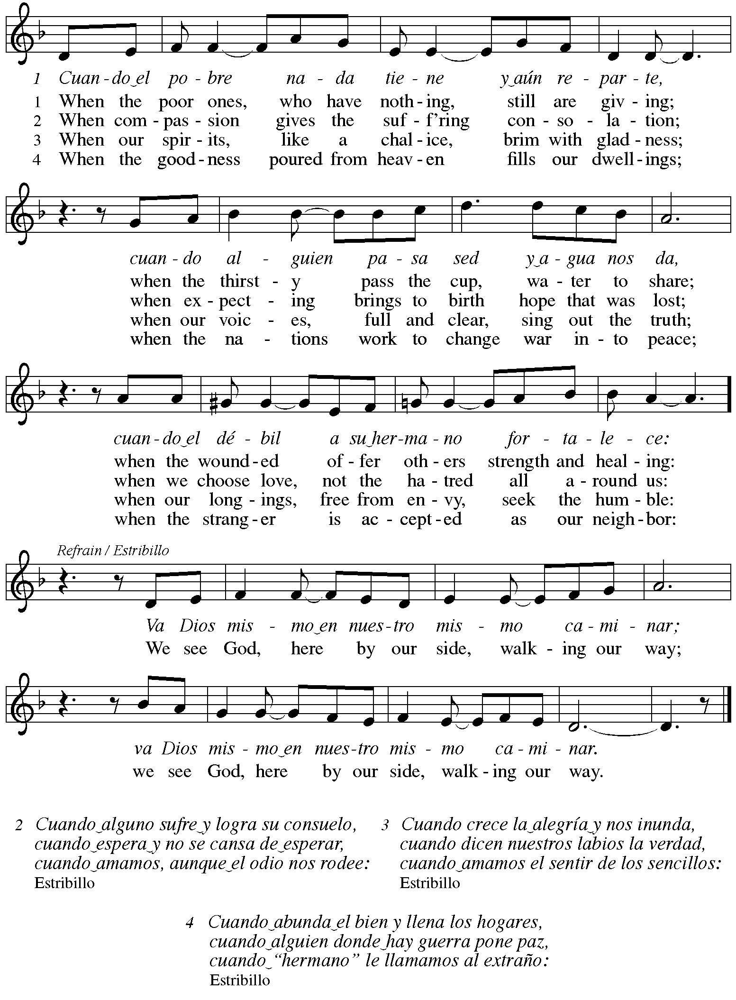 1 Cuan - do el po - bre na - da tie - ne y aún re - par - te,
1 When the poor ones, who have noth - ing, still are giv - ing;
2 When com - pas - sion gives the suf - f’ring con - so - la - tion;
3 When our spir - its, like a chal - ice, brim with glad - ness;
4 When the good - ness poured from heav - en fills our dwell - ings;
cuan - do al - guien pa - sa sed y a - gua nos da,
when the thirst - y pass the cup, wa - ter to share;
when ex - pect - ing brings to birth hope that was lost;
when our voic - es, full and clear, sing out the truth;
when the na - tions work to change war in - to peace;
cuan - do el dé - bil a su her - ma - no for - ta - le - ce:
when the wound - ed of - fer oth - ers strength and heal - ing:
when we choose love, not the ha - tred all a - round us:
when our long - ings, free from en - vy, seek the hum - ble:
when the strang - er is ac - cept - ed as our neigh - bor:
Refrain / Estribillo
Va Dios mis - mo en nues - tro mis - mo ca - mi - nar;
We see God, here by our side, walk - ing our way;
va Dios mis - mo en nues - tro mis - mo ca - mi - nar.
we see God, here by our side, walk - ing our way.
2 Cuando alguno sufre y logra su consuelo,
cuando espera y no se cansa de esperar,
cuando amamos, aunque el odio nos rodee:
Estribillo
3 Cuando crece la alegría y nos inunda,
cuando dicen nuestros labios la verdad,
cuando amamos el sentir de los sencillos:
Estribillo
4 Cuando abunda el bien y llena los hogares,
cuando alguien donde hay guerra pone paz,
cuando “hermano” le llamamos al extraño:
Estribillo